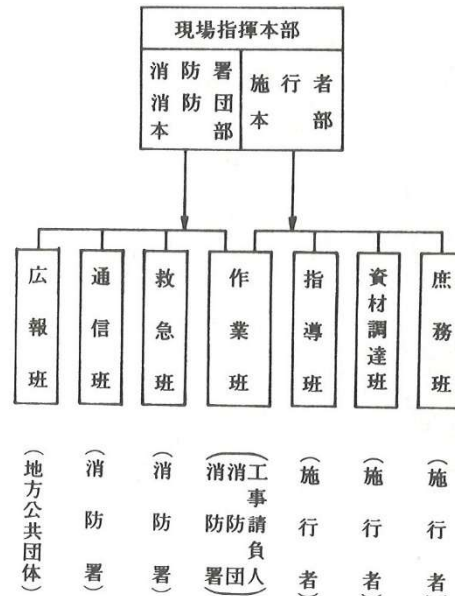 現場指揮本部
消防署
消防団
本部
施行者
本部
広報班
通信班
救急班
作業班
指導班
資材調達班
庶務班
(地方公共団体)
(消防署)
(消防署)
(工事請負人
消防団
消防署)
(施行者)
(施行者)
(施行者)